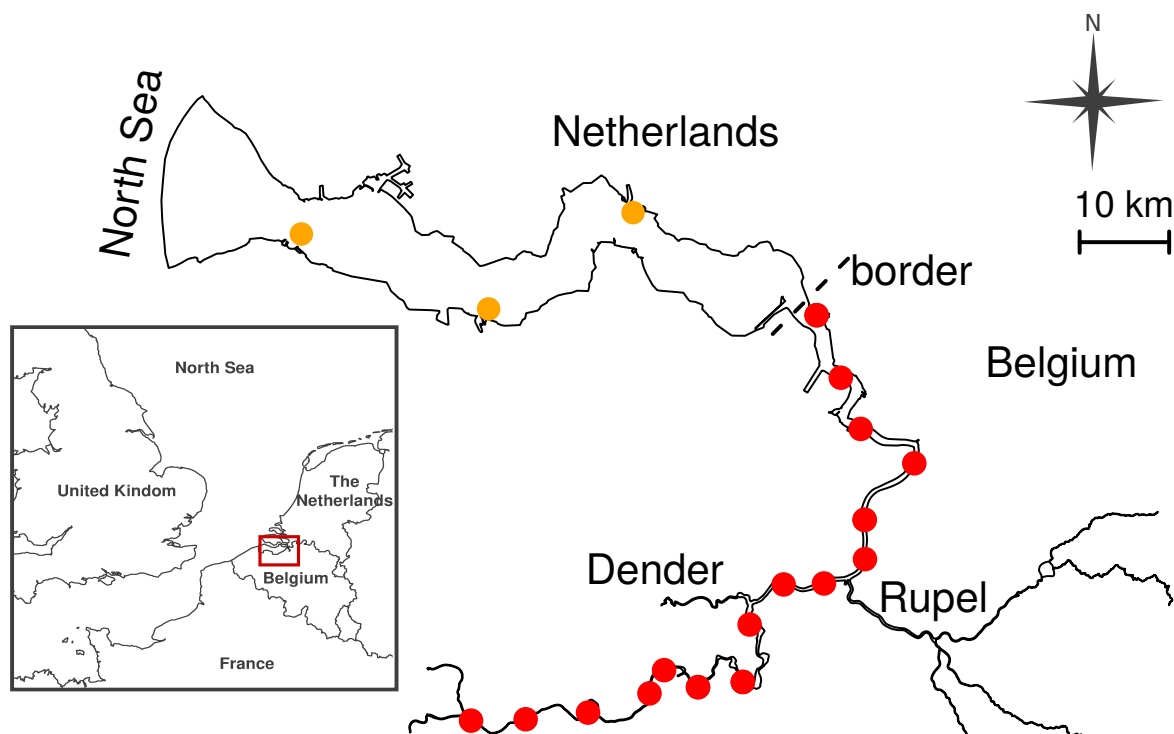 N
North Sea
Netherlands
10 km
border
Belgium
North Sea
The
Netherlands
United Kindom
Belgium
France
Dender
Rupel